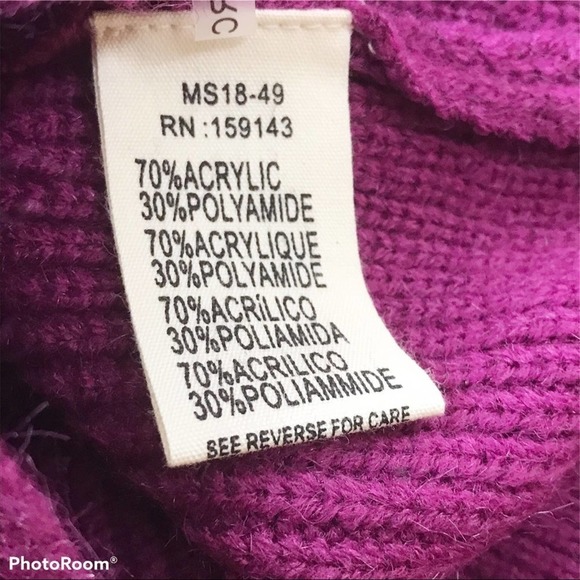 MS18-49
RN :159143
70%ACRYLIC
30%POLYAMIDE
70%ACRYLIQUE
30%POLYAMIDE
70%ACRíLICO
30%POLIAMIDA
70%ACRILICO
30%POLIAMMIDE
SEE REVERSE FOR CARE
PhotoRoom®